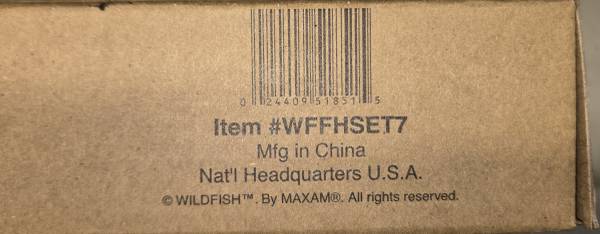 0 24409 51851 5
Item #WFFHSET7
Mfg in China
Nat'l Headquarters U.S.A.
© WILDFISH™. By MAXAM®. All rights reserved.